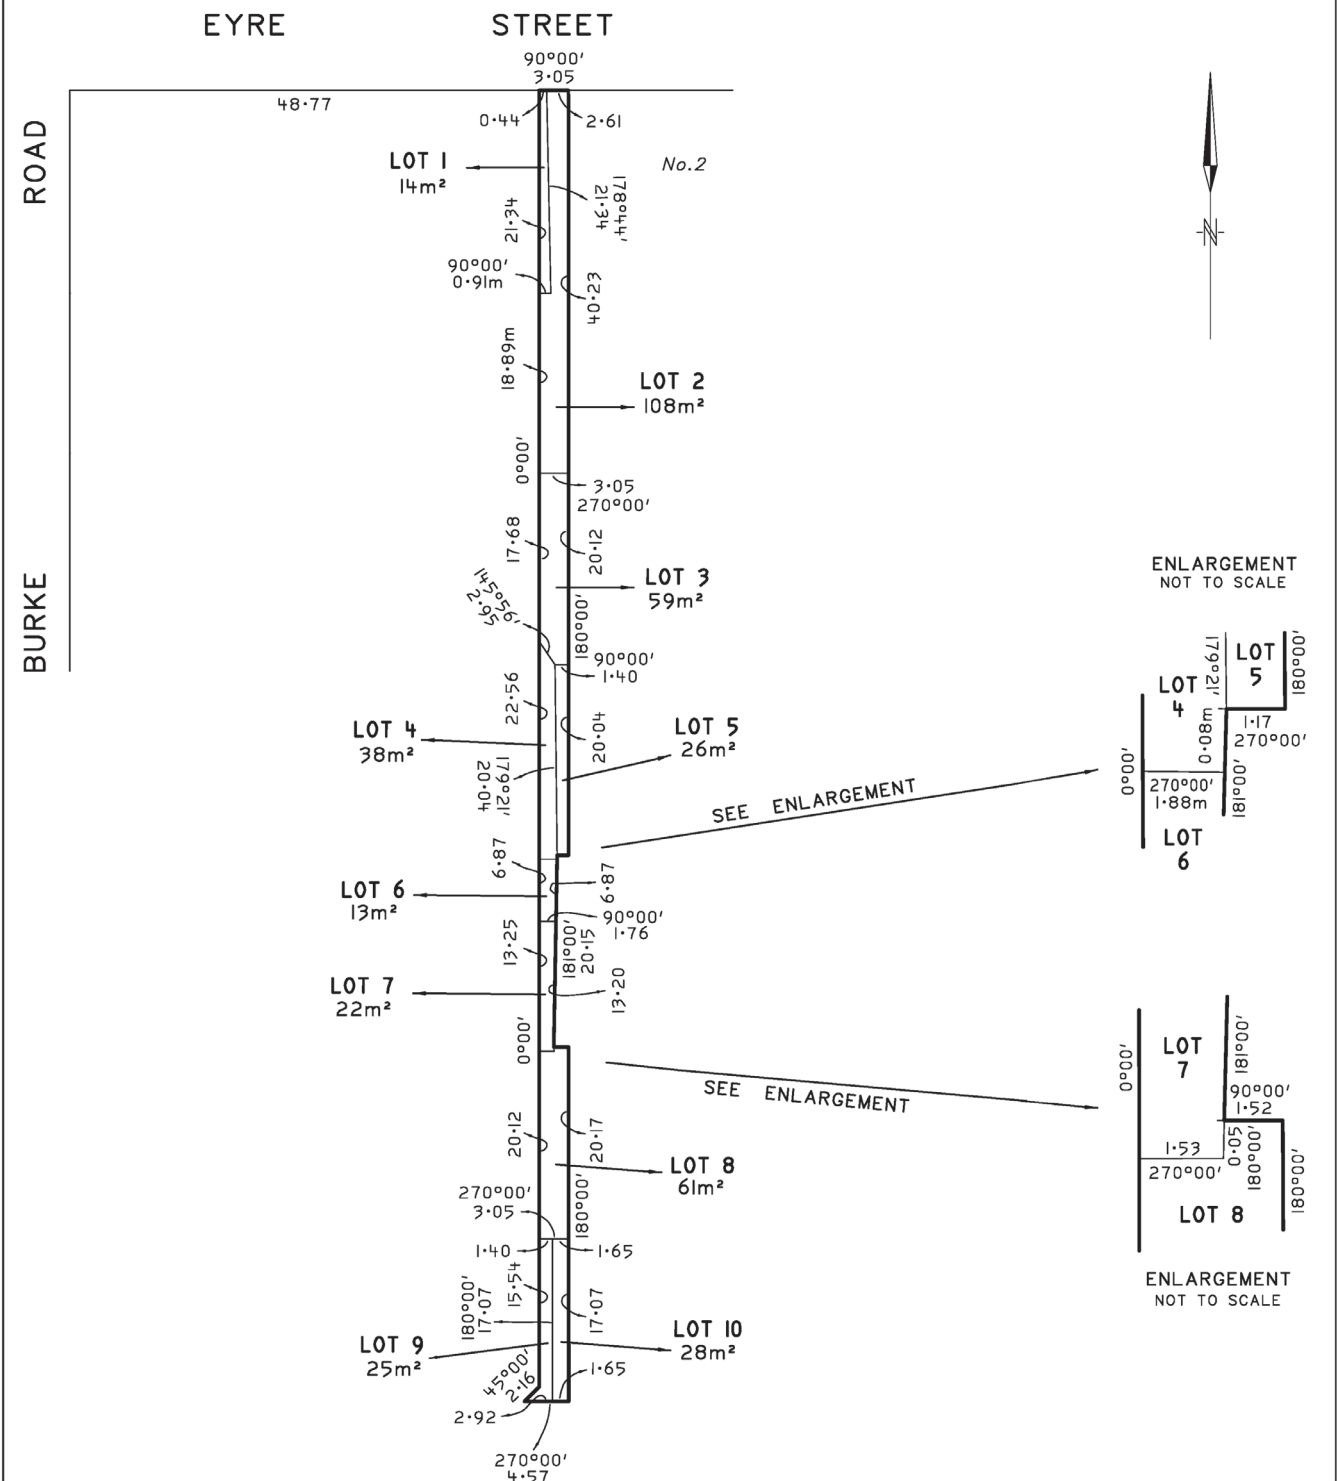 EYRE STREET
90°00'
3·05
48·77
0·44
2·61
ROAD
LOT 1
14m²
No.2
178°44'
21·34
21·34
90°00'
0·91m
40·23
N
18·89m
LOT 2
108m²
0°00'
3·05
270°00'
17·68
20·12
ENLARGEMENT
NOT TO SCALE
BURKE
145°56'
2·95
LOT 3
59m²
180°00'
90°00'
1·40
22·56
LOT 4
38m²
20·04
LOT 5
26m²
179°21'
20·04
SEE ENLARGEMENT
179°21'
LOT
5
180°00'
LOT
4
0·08m
1·17
270°00'
0°00'
270°00'
1·88m
181°00'
LOT
6
6·87
6·87
LOT 6
13m²
90°00'
1·76
13·25
181°00'
20·15
LOT 7
22m²
13·20
0°00'
SEE ENLARGEMENT
LOT
7
181°00'
0°00'
90°00'
1·52
1·53
270°00'
0·05
180°00'
180°00'
LOT 8
ENLARGEMENT
NOT TO SCALE
20·12
20·17
LOT 8
61m²
270°00'
3·05
180°00'
1·40
1·65
15·54
180°00'
17·07
17·07
LOT 9
25m²
LOT 10
28m²
45°00'
2·16
1·65
2·92
270°00'
4·57